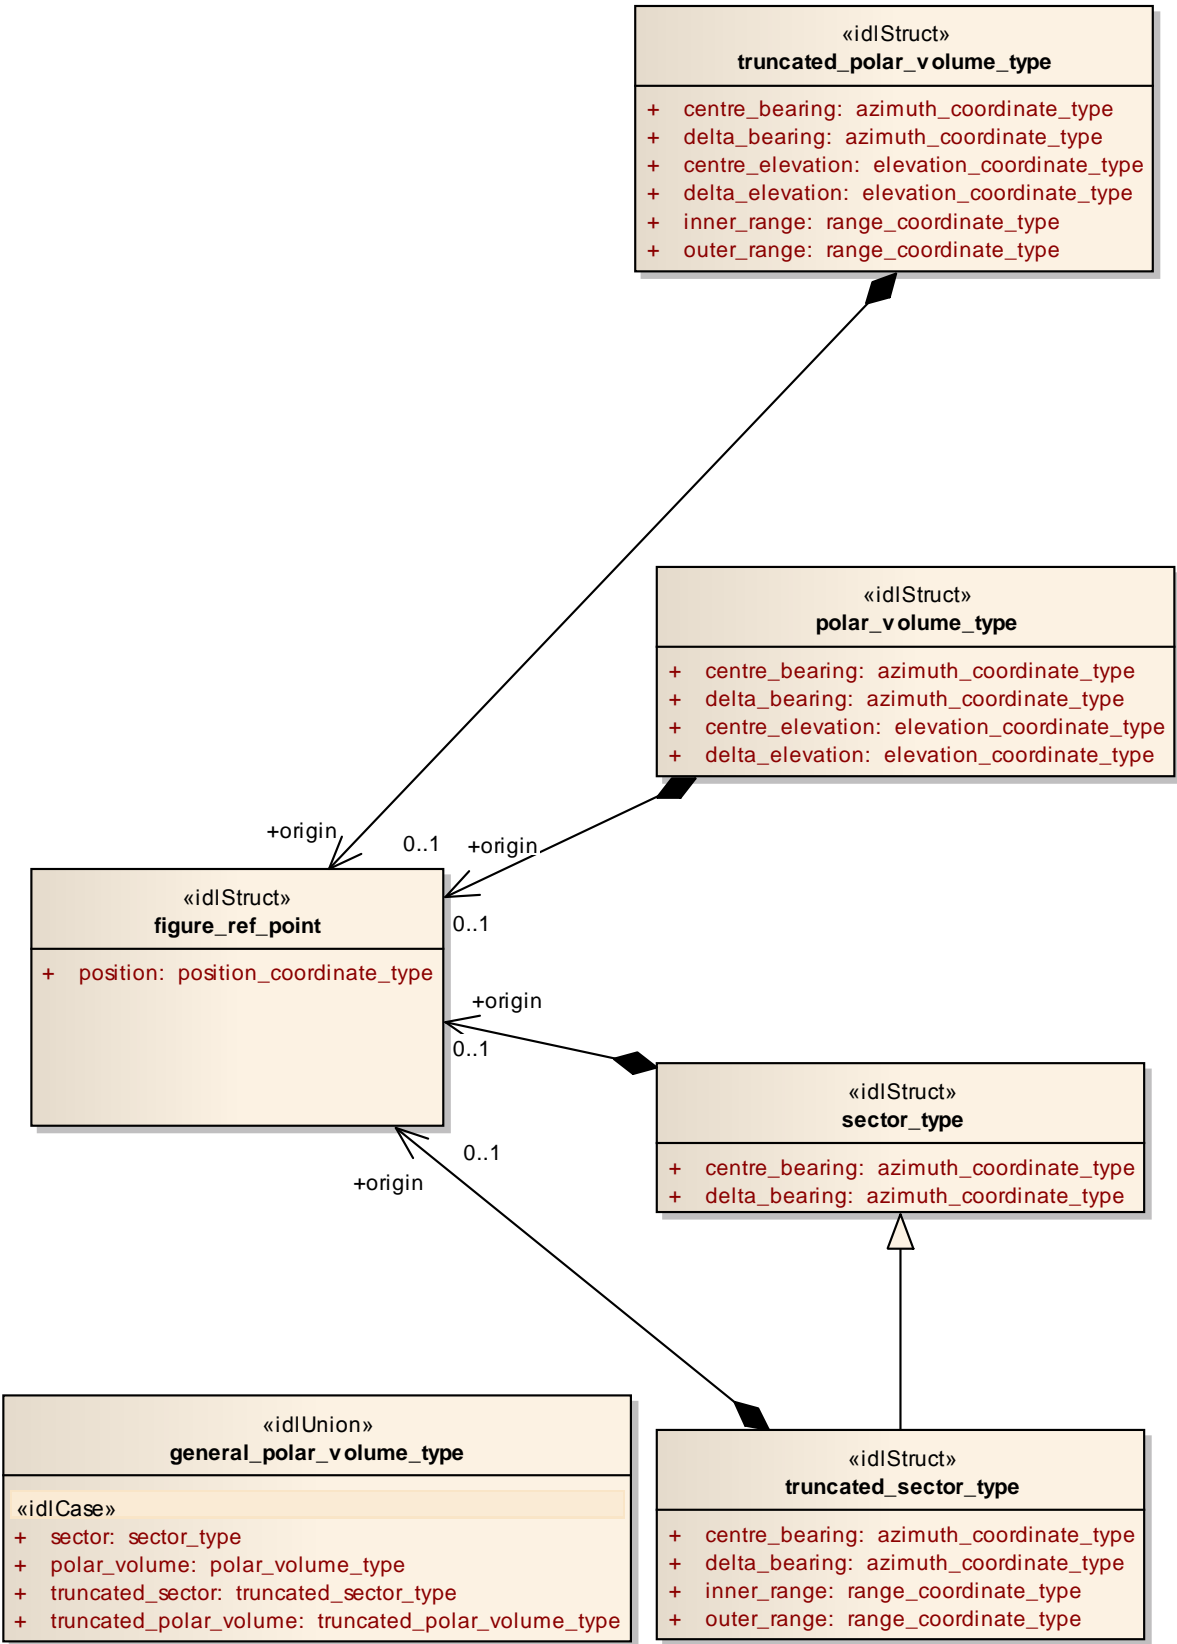 «idlStruct»
truncated_polar_volume_type
+ centre_bearing: azimuth_coordinate_type
+ delta_bearing: azimuth_coordinate_type
+ centre_elevation: elevation_coordinate_type
+ delta_elevation: elevation_coordinate_type
+ inner_range: range_coordinate_type
+ outer_range: range_coordinate_type
«idlStruct»
polar_volume_type
+ centre_bearing: azimuth_coordinate_type
+ delta_bearing: azimuth_coordinate_type
+ centre_elevation: elevation_coordinate_type
+ delta_elevation: elevation_coordinate_type
+origin
0..1
+origin
0..1
«idlStruct»
figure_ref_point
+ position: position_coordinate_type
+origin
0..1
«idlStruct»
sector_type
+ centre_bearing: azimuth_coordinate_type
+ delta_bearing: azimuth_coordinate_type
0..1
+origin
«idlUnion»
general_polar_volume_type
«idlCase»
+ sector: sector_type
+ polar_volume: polar_volume_type
+ truncated_sector: truncated_sector_type
+ truncated_polar_volume: truncated_polar_volume_type
«idlStruct»
truncated_sector_type
+ centre_bearing: azimuth_coordinate_type
+ delta_bearing: azimuth_coordinate_type
+ inner_range: range_coordinate_type
+ outer_range: range_coordinate_type